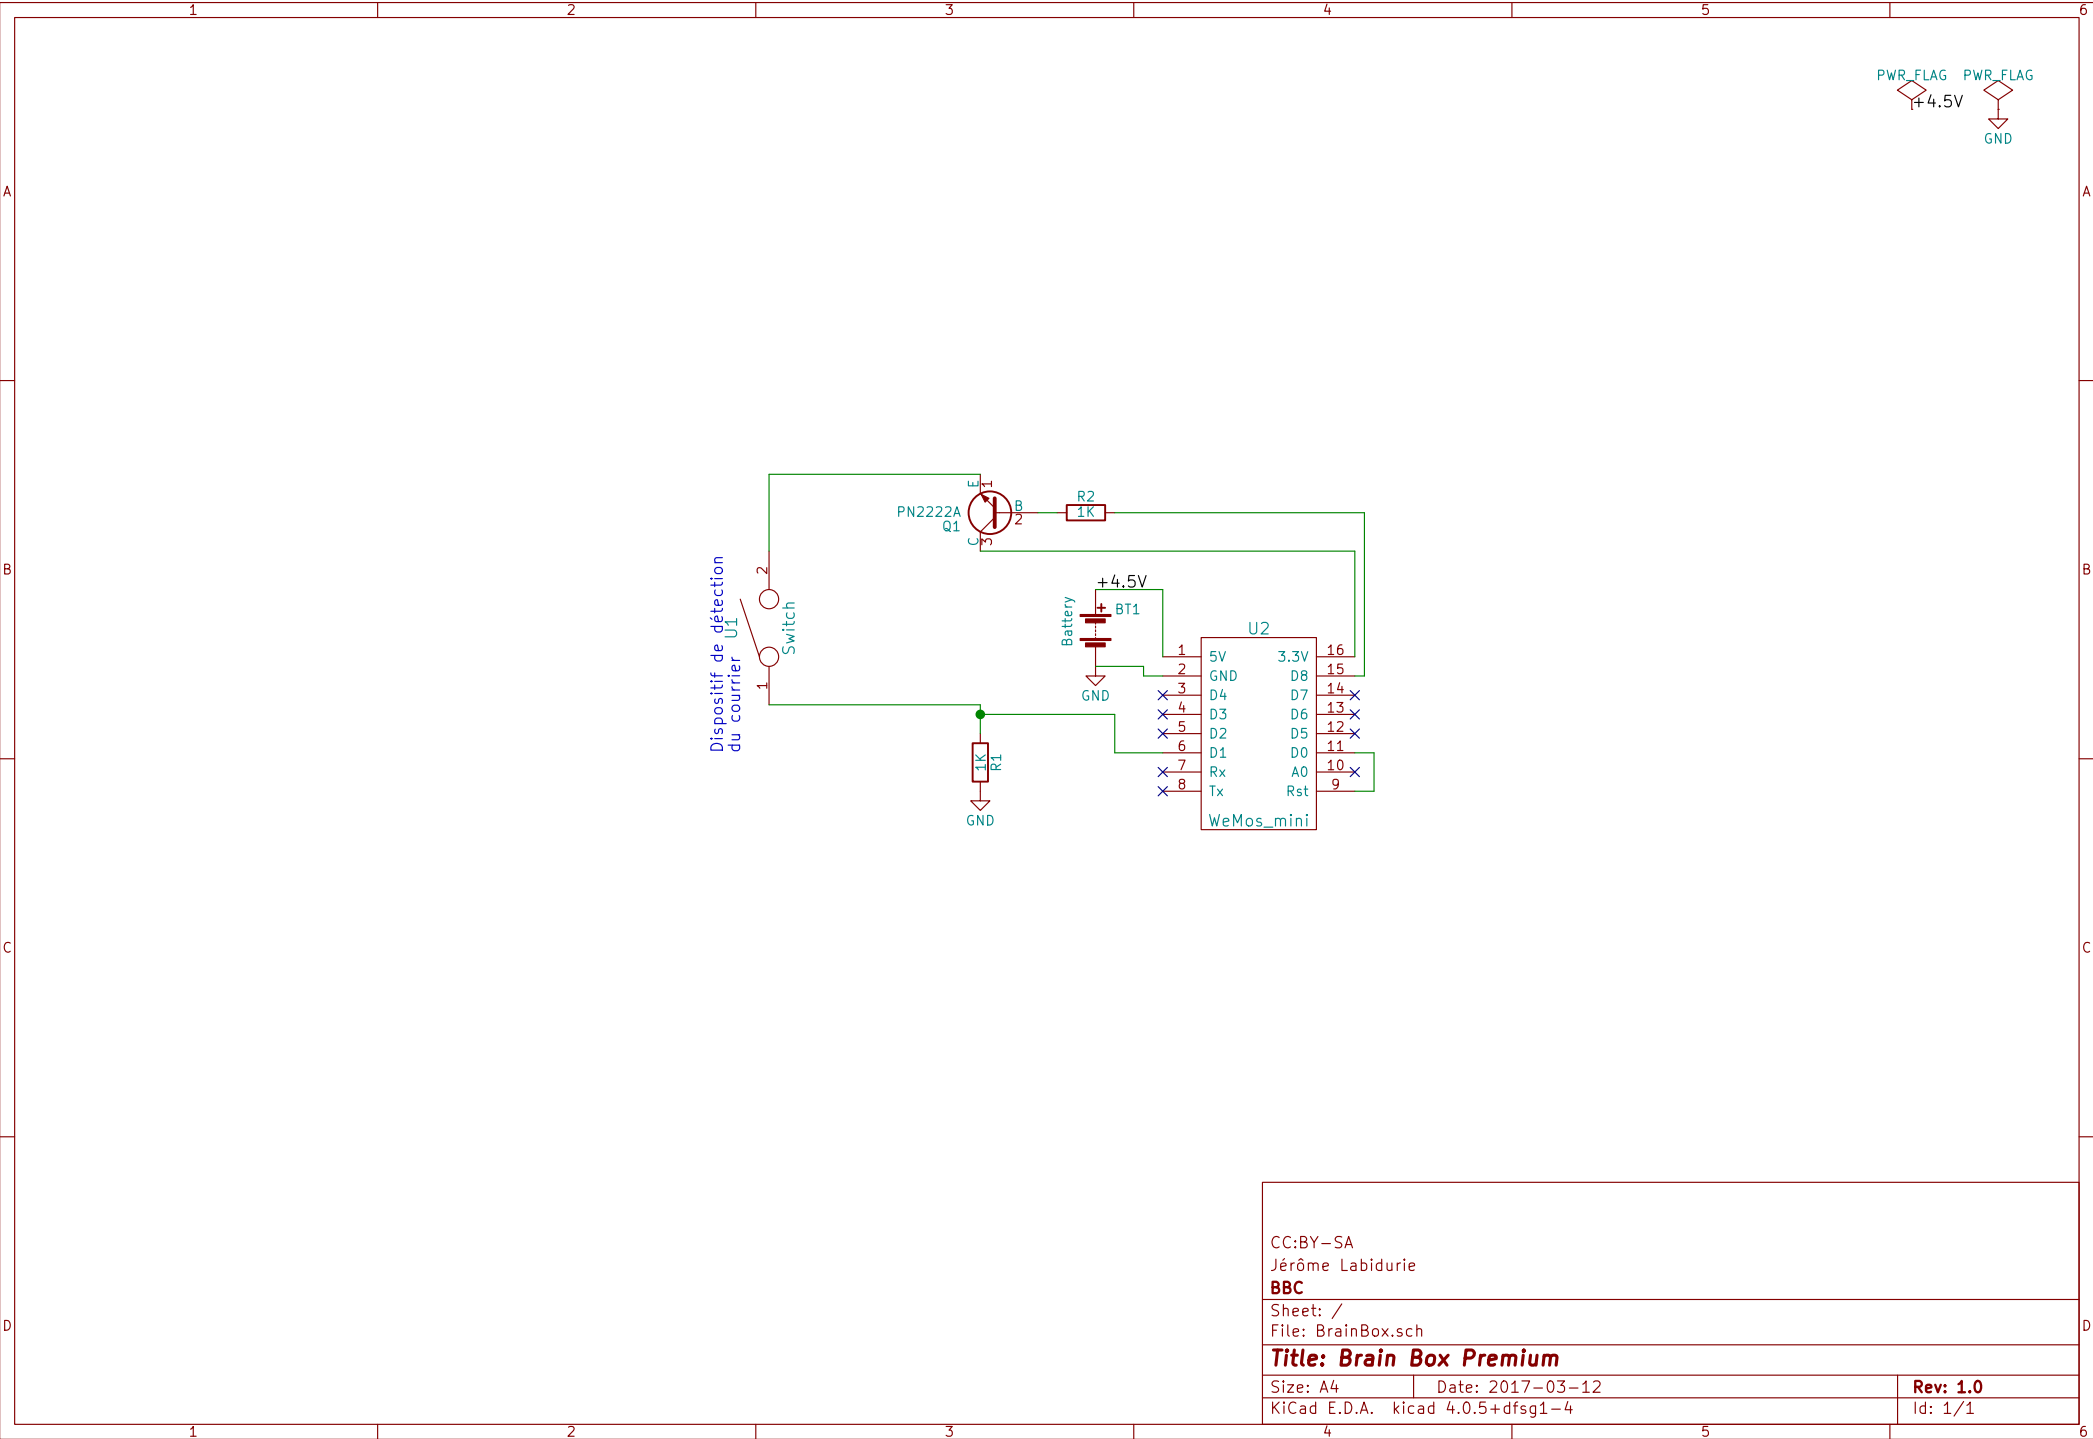 1 2 3 4 5 6
PWR_FLAG PWR_FLAG
+4.5V
GND
A A
E 1
PN2222A
Q1
B
2
R2
1K
C 3
B B
Dispositif de détection
du courrier
2
U1
Switch
1
+4.5V
Battery
+
BT1
GND
U2
1 5V 3.3V 16
2 GND D8 15
3 D4 D7 14
4 D3 D6 13
5 D2 D5 12
6 D1 D0 11
7 Rx A0 10
8 Tx Rst 9
WeMos_mini
1K
R1
GND
C C
CC:BY-SA
Jérôme Labidurie
BBC
Sheet: /
File: BrainBox.sch
D D
Title: Brain Box Premium
Size: A4 Date: 2017-03-12 Rev: 1.0
KiCad E.D.A. kicad 4.0.5+dfsg1-4 Id: 1/1
1 2 3 4 5 6